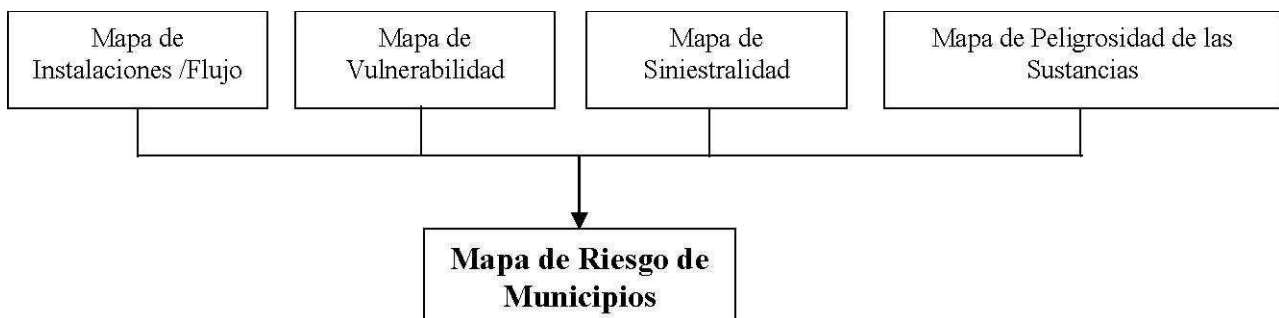 Mapa de
Instalaciones /Flujo
Mapa de
Vulnerabilidad
Mapa de
Siniestralidad
Mapa de Peligrosidad de las
Sustancias
Mapa de Riesgo de
Municipios